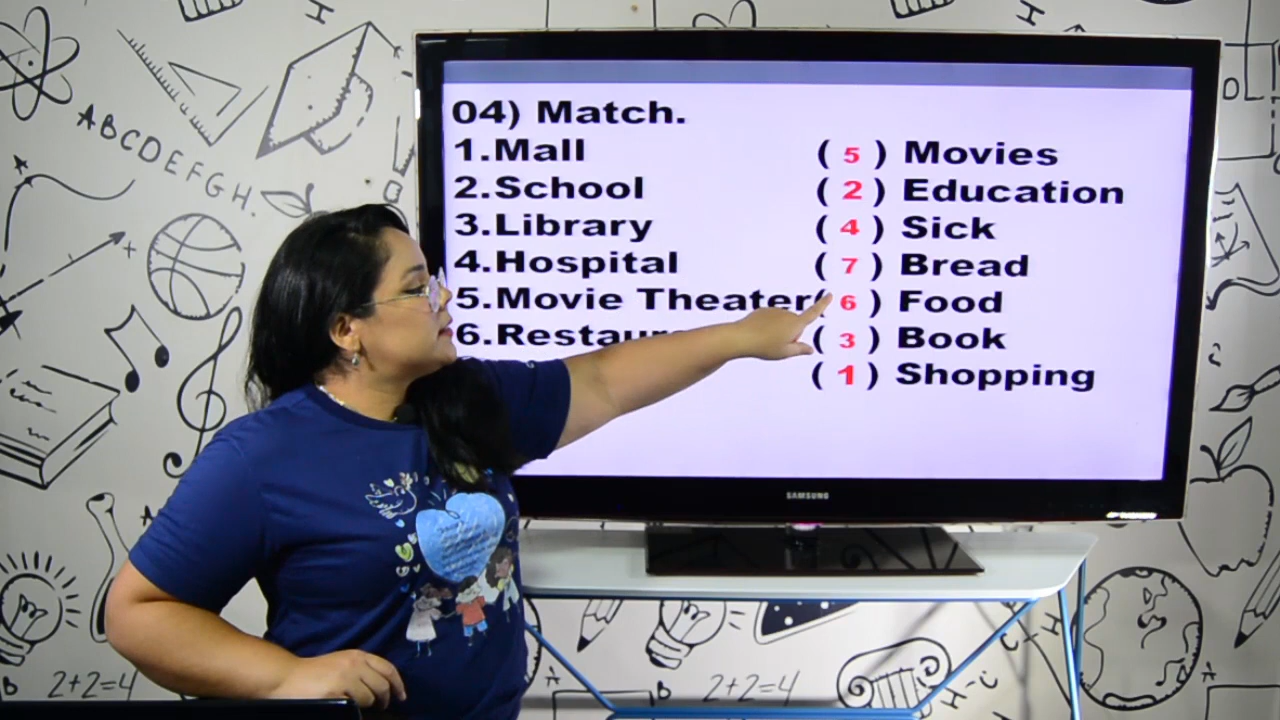 04) Match.
1.Mall
2.School
3.Library
4.Hospital
5.Movie Theater
( 5 ) Movies
( 2 ) Education
( 4 ) Sick
( 7 ) Bread
( 6 ) Food
( 3 ) Book
( 1 ) Shopping
SAMSUNG
ABCDEFGH.
2+2=4
2+2=4
H-C